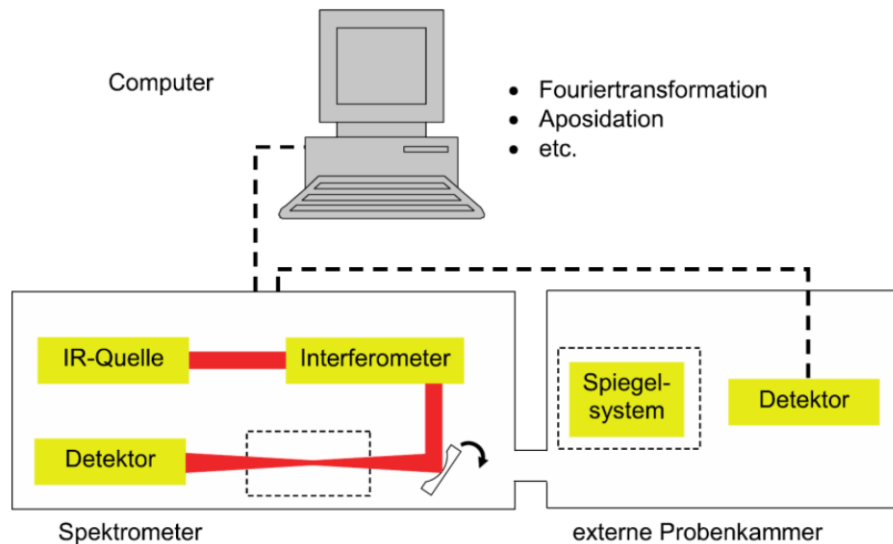 Computer
• Fouriertransformation
• Aposidation
• etc.
IR-Quelle
Interferometer
Spiegel-
system
Detektor
Detektor
Spektrometer
externe Probenkammer